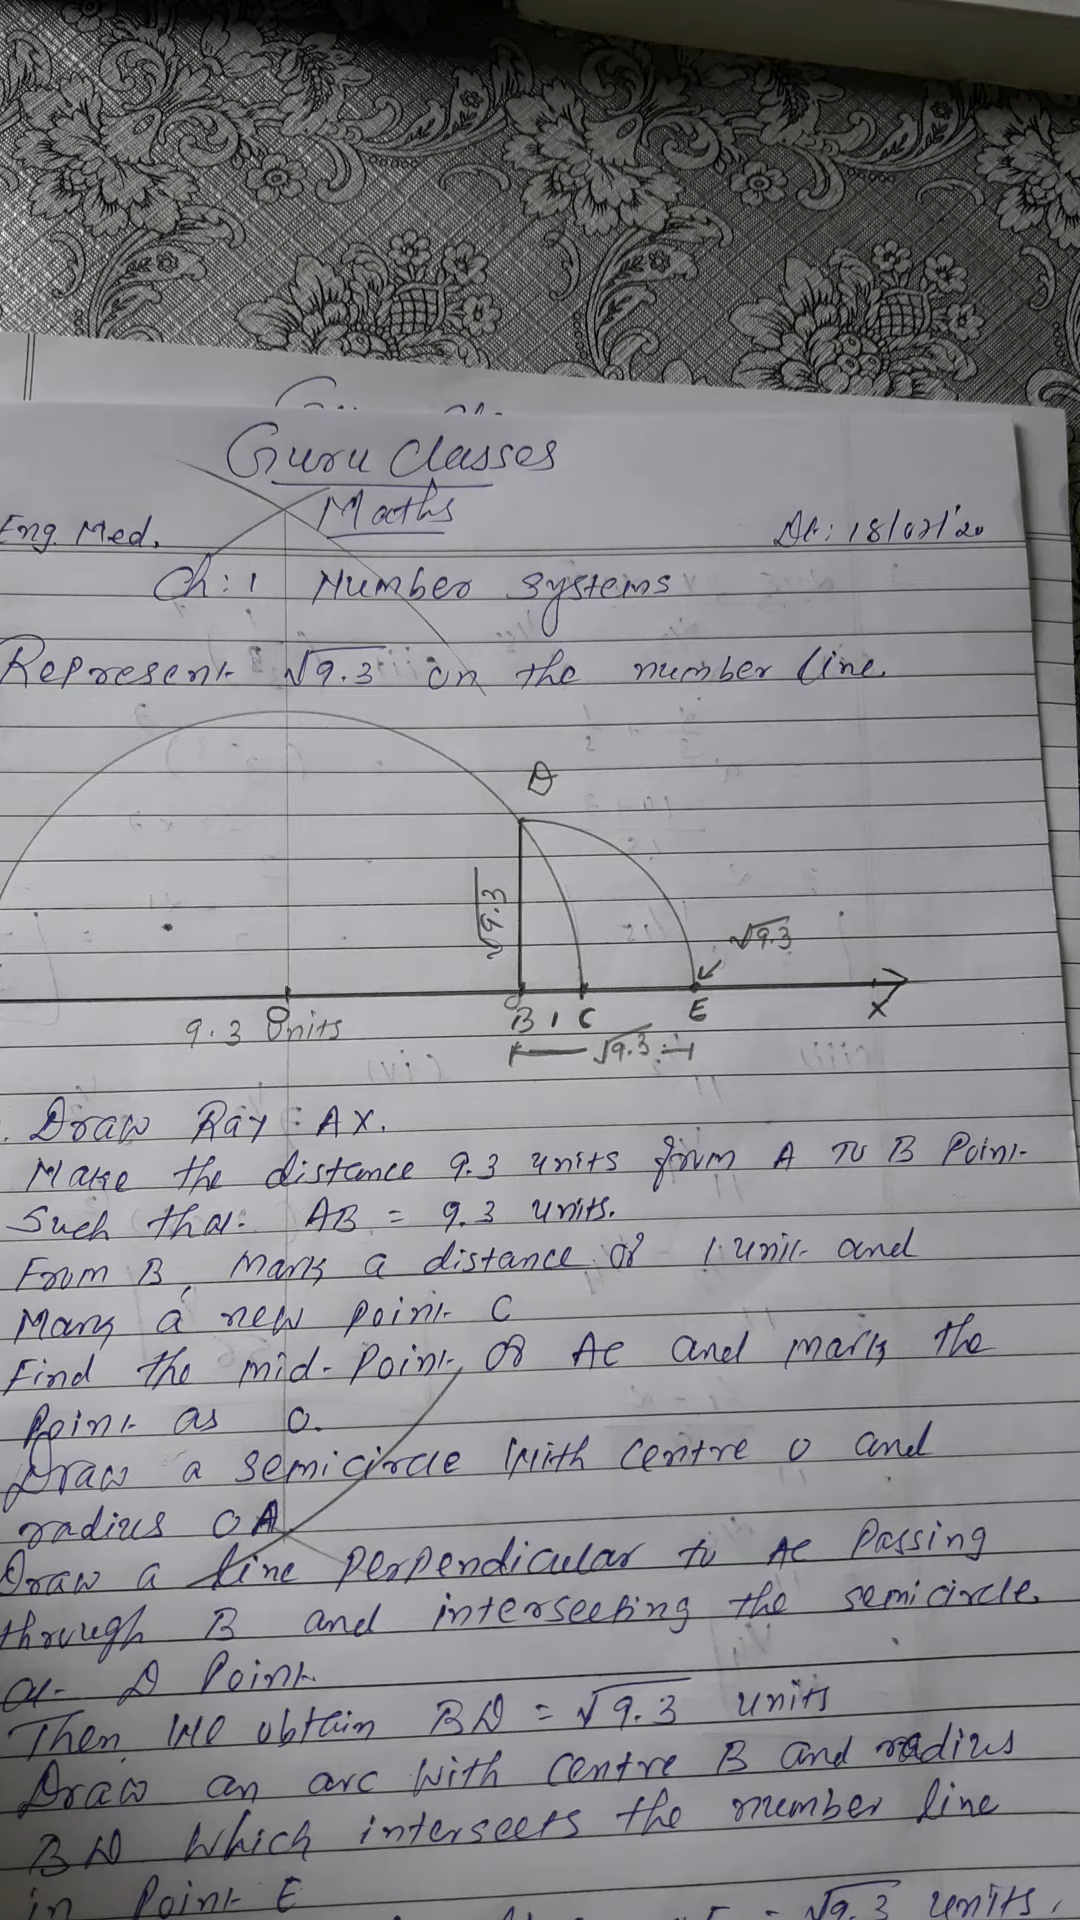 Guru Classes
Maths
Eng. Med.
Ch: 1 Number systems
Represent √9.3 on the number line.
D
√9.3
√9.3
O
B 1 C
E
X
9.3 Units
√9.3
Draw Ray : AX.
Make the distance 9.3 units from A to B Point
Such that AB = 9.3 units.
From B, mark a distance of 1 unit and
Mark a new point C
Find the mid-Point of AC and mark the
Point as O.
Draw a semicircle with centre O and
radius OA
Draw a line perpendicular to AC Passing
through B and intersecting the semicircle.
at D Point.
Then, we obtain BD = √9.3 units
Draw an arc with centre B and radius
BD which intersects the number line
in Point E
= √9.3 units.